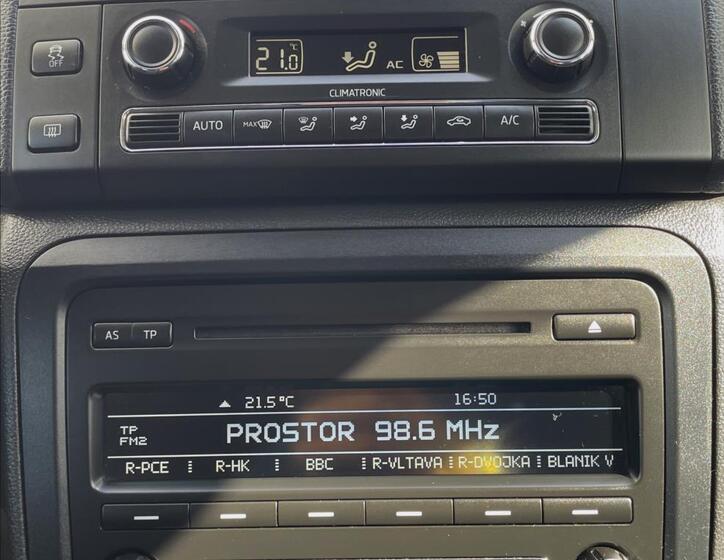 21.0 °C AC
OFF
CLIMATRONIC
AUTO MAX A/C
AS TP
21.5°C 16:50
TP
FM2
PROSTOR 98.6 MHz
R-PCE R-HK BBC R-VLTAVA R-DVOJKA BLANIK V